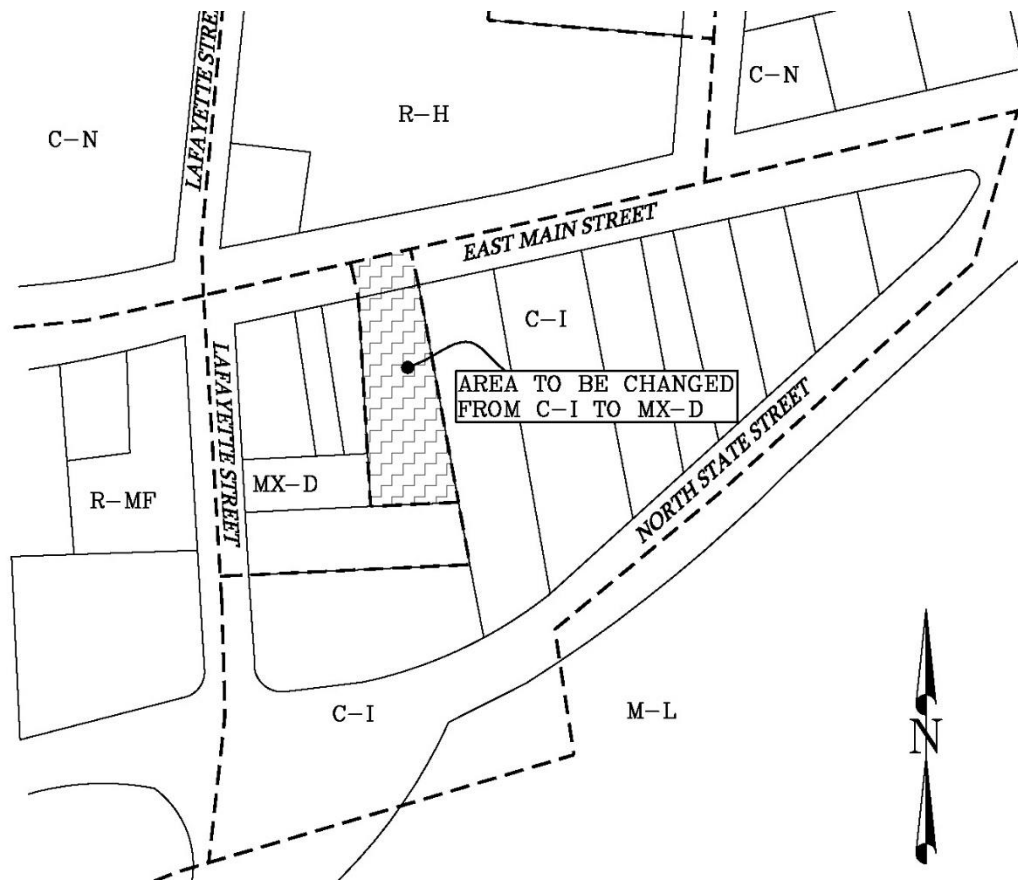 LAFAYETTE STRE
C-N
R-H
C-N
EAST MAIN STREET
C-I
AREA TO BE CHANGED
FROM C-I TO MX-D
LAFAYETTE STREET
MX-D
R-MF
NORTH STATE STREET
C-I
M-L
N